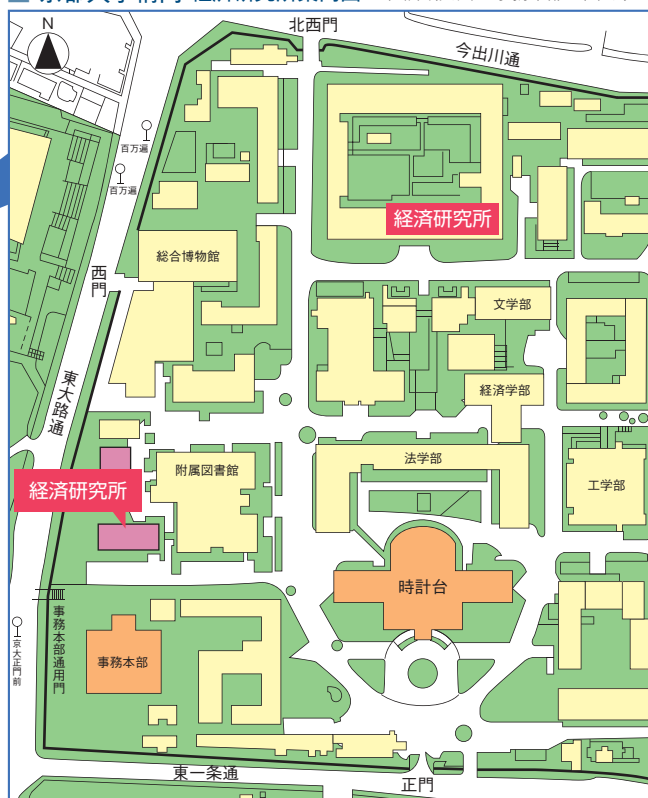 北西門
N
今出川通
百万遍
百万遍
経済研究所
総合博物館
西門
文学部
東大路通
経済学部
法学部
附属図書館
工学部
経済研究所
時計台
事務本部通用門
京大正門前
事務本部
東一条通
正門